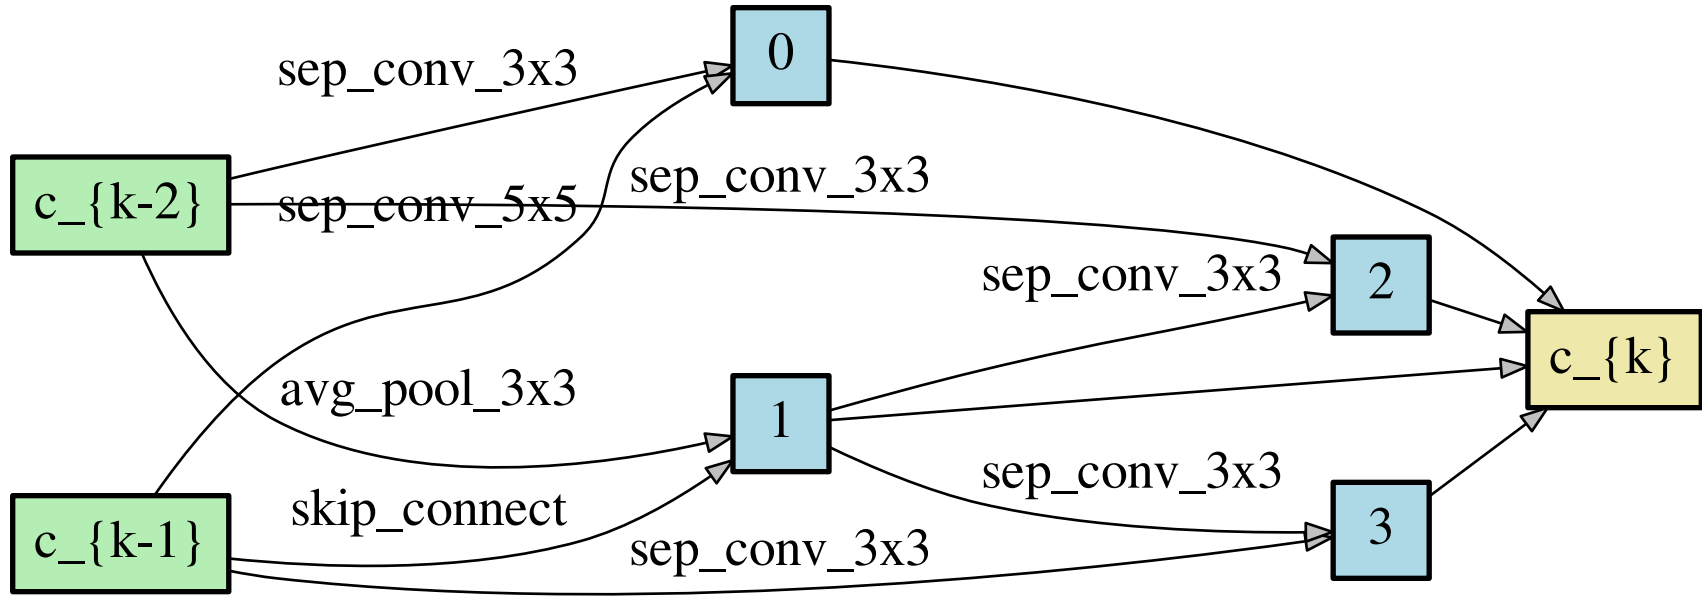 0
sep_conv_3x3
sep_conv_3x3
c_{k-2}
sep_conv_5x5
sep_conv_3x3
2
c_{k}
avg_pool_3x3
1
sep_conv_3x3
skip_connect
3
c_{k-1}
sep_conv_3x3